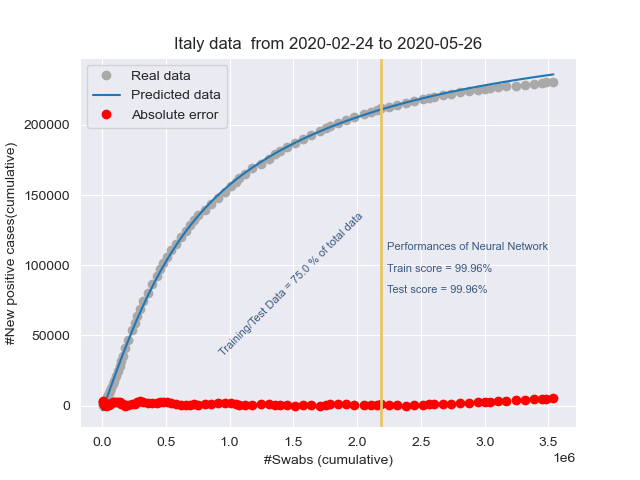 Italy data  from 2020-02-24 to 2020-05-26
Real data
Predicted data
Absolute error
#New positive cases(cumulative)
200000
150000
100000
50000
0
Training/Test Data = 75.0 % of total data
Performances of Neural Network
Train score = 99.96%
Test score = 99.96%
0.0 0.5 1.0 1.5 2.0 2.5 3.0 3.5
1e6
#Swabs (cumulative)